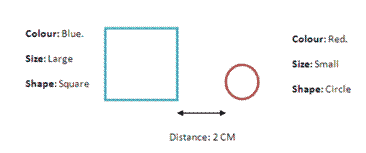 Colour: Blue.
Size: Large
Shape: Square
Colour: Red.
Size: Small
Shape: Circle
Distance: 2 CM